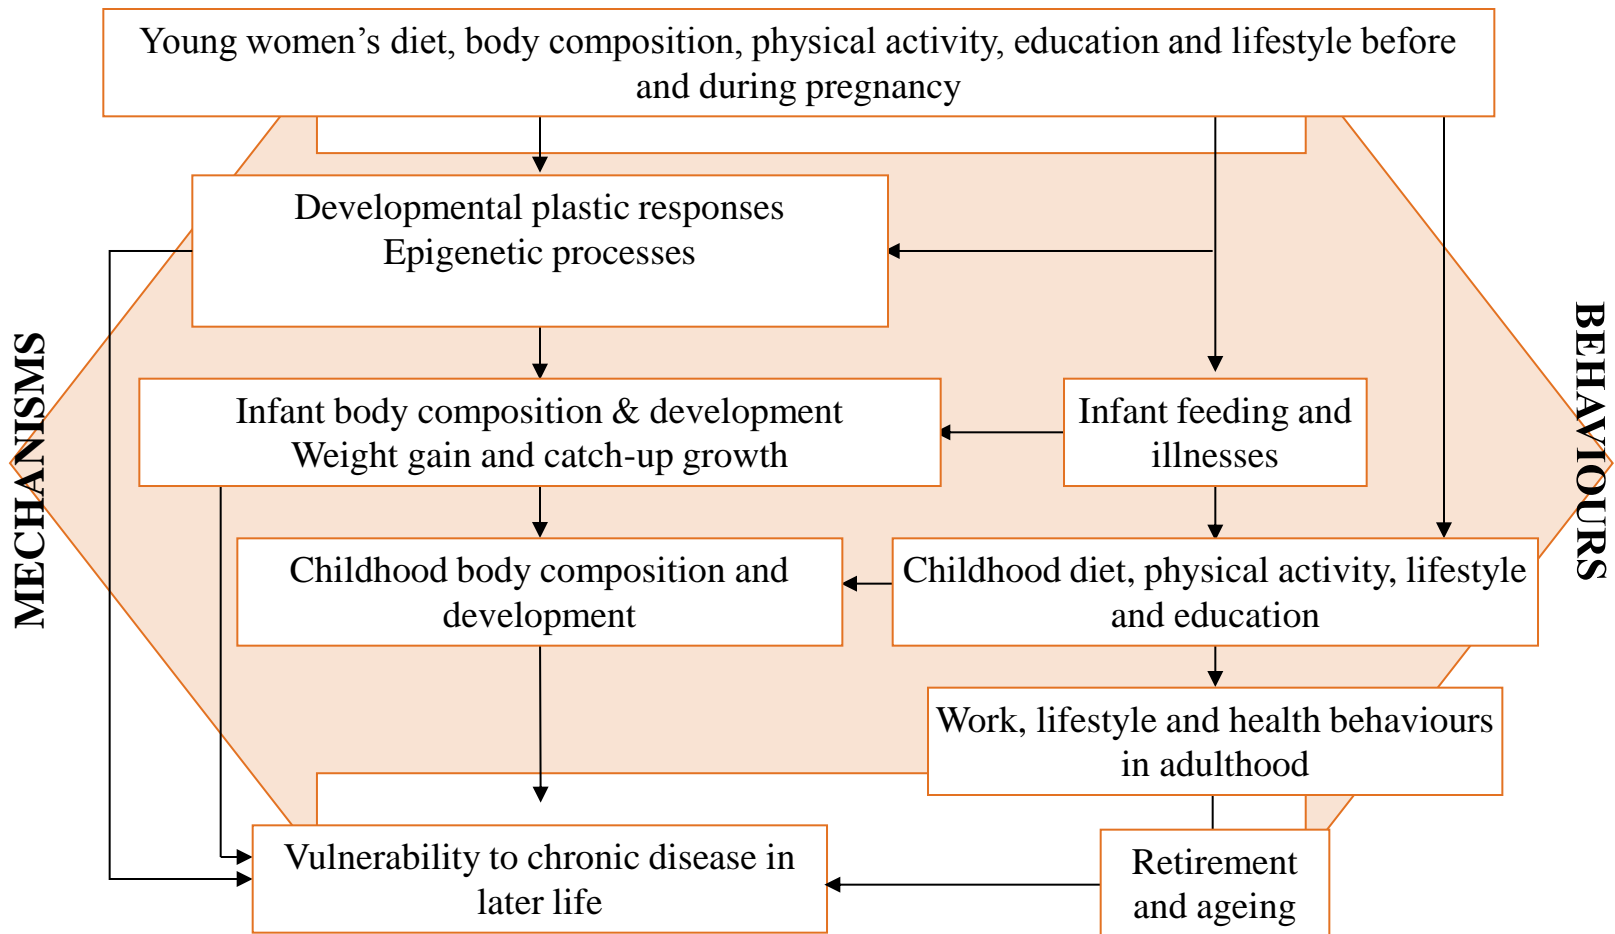 Young women’s diet, body composition, physical activity, education and lifestyle before
and during pregnancy
Developmental plastic responses
Epigenetic processes
MECHANISMS
BEHAVIOURS
Infant body composition & development
Weight gain and catch-up growth
Infant feeding and
illnesses
Childhood body composition and
development
Childhood diet, physical activity, lifestyle
and education
Work, lifestyle and health behaviours
in adulthood
Vulnerability to chronic disease in
later life
Retirement
and ageing